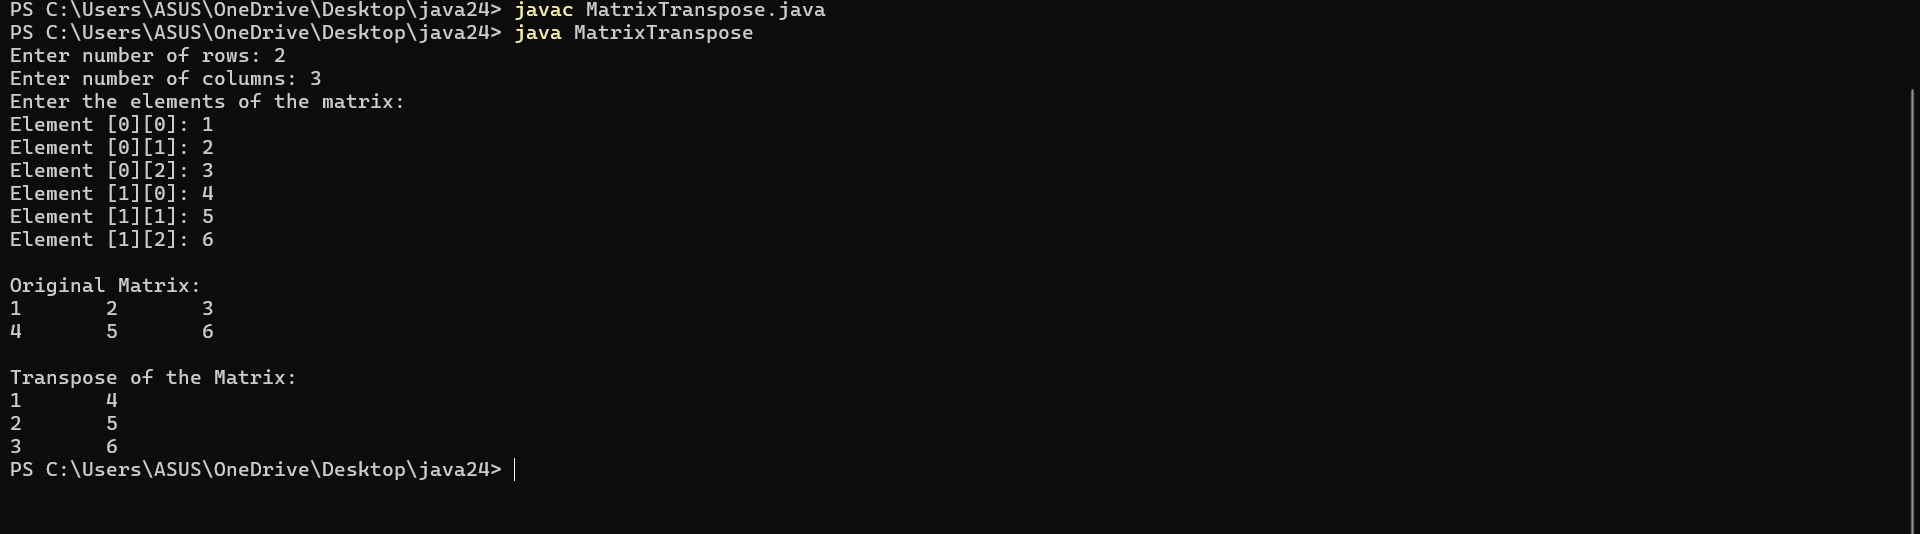 PS C:\Users\ASUS\OneDrive\Desktop\java24> javac MatrixTranspose.java
PS C:\Users\ASUS\OneDrive\Desktop\java24> java MatrixTranspose
Enter number of rows: 2
Enter number of columns: 3
Enter the elements of the matrix:
Element [0][0]: 1
Element [0][1]: 2
Element [0][2]: 3
Element [1][0]: 4
Element [1][1]: 5
Element [1][2]: 6

Original Matrix:
1       2       3
4       5       6

Transpose of the Matrix:
1       4
2       5
3       6
PS C:\Users\ASUS\OneDrive\Desktop\java24>